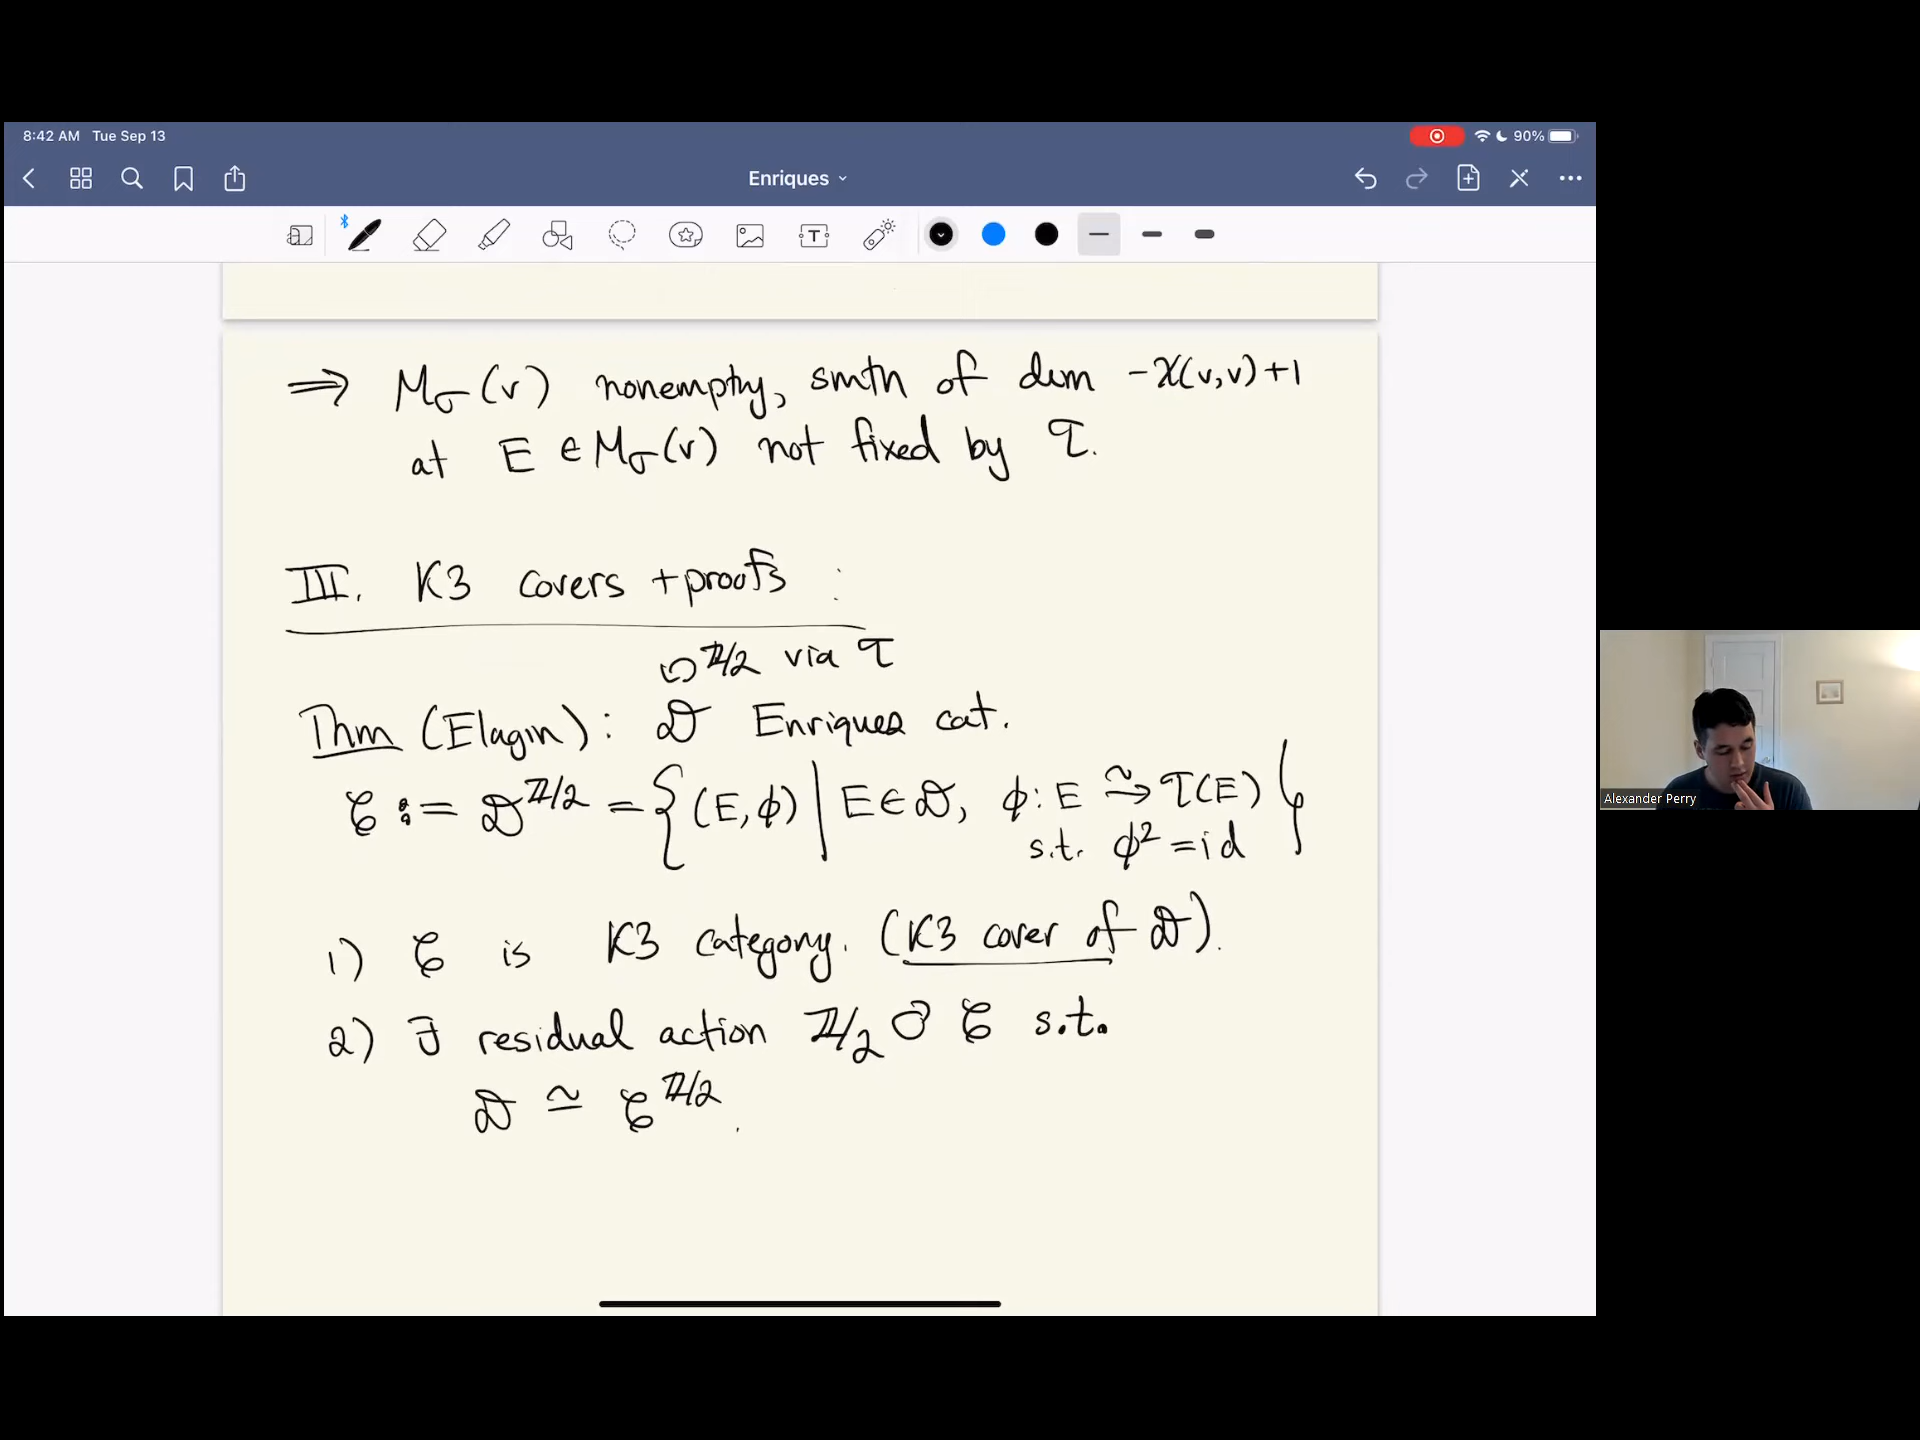 8:42 AM Tue Sep 13
90%
Enriques
T
⇒ M_σ(v) nonempty, smth of dim -χ(v,v)+1
at E ∈ M_σ(v) not fixed by τ.
III. K3 covers + proofs :
↻ ℤ/2 via τ
Thm (Elagin): 𝒟 Enriques cat.
𝒞 := 𝒟^{ℤ/2} = { (E, φ) | E ∈ 𝒟, φ: E ⥲ τ(E) }
s.t. φ² = id
1) 𝒞 is K3 category. (K3 cover of 𝒟).
2) ∃ residual action ℤ/2 ↻ 𝒞 s.t.
𝒟 ≃ 𝒞^{ℤ/2}.
Alexander Perry